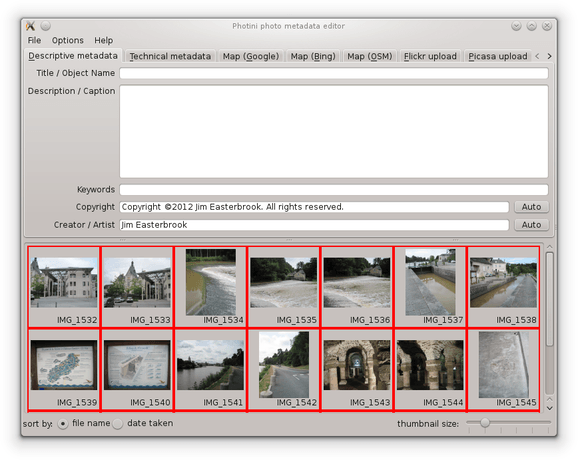 Photini photo metadata editor
File Options Help
Descriptive metadata Technical metadata Map (Google) Map (Bing) Map (OSM) Flickr upload Picasa upload
Title / Object Name
Description / Caption
Keywords
Copyright Copyright ©2012 Jim Easterbrook. All rights reserved. Auto
Creator / Artist Jim Easterbrook Auto
IMG_1532 IMG_1533 IMG_1534 IMG_1535 IMG_1536 IMG_1537 IMG_1538
IMG_1539 IMG_1540 IMG_1541 IMG_1542 IMG_1543 IMG_1544 IMG_1545
sort by: file name date taken thumbnail size: